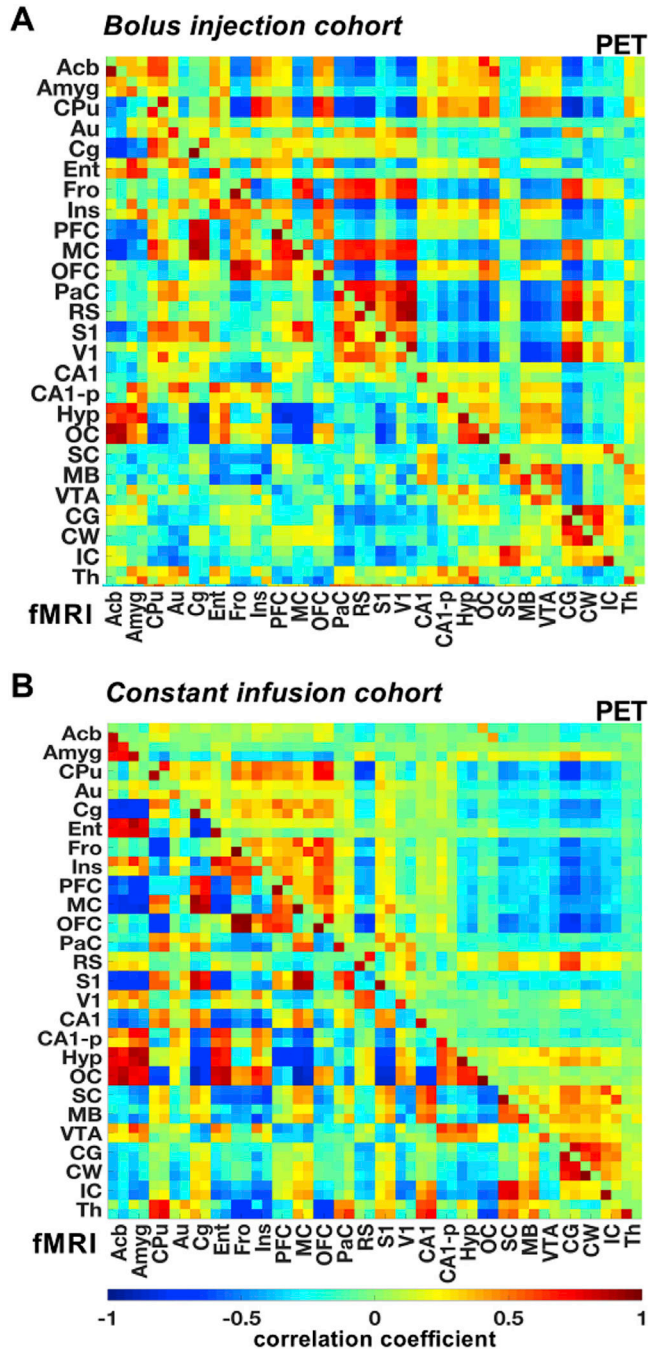 A
Bolus injection cohort
PET
Acb
Amyg
CPu
Au
Cg
Ent
Fro
Ins
PFC
MC
OFC
PaC
RS
S1
V1
CA1
CA1-p
Hyp
OC
SC
MB
VTA
CG
CW
IC
Th
fMRI
Acb Amyg CPu Au Cg Ent Fro Ins PFC MC OFC PaC RS S1 V1 CA1 CA1-p Hyp OC SC MB VTA CG CW IC Th
B
Constant infusion cohort
PET
Acb
Amyg
CPu
Au
Cg
Ent
Fro
Ins
PFC
MC
OFC
PaC
RS
S1
V1
CA1
CA1-p
Hyp
OC
SC
MB
VTA
CG
CW
IC
Th
fMRI
Acb Amyg CPu Au Cg Ent Fro Ins PFC MC OFC PaC RS S1 V1 CA1 CA1-p Hyp OC SC MB VTA CG CW IC Th
-1 -0.5 0 0.5 1
correlation coefficient